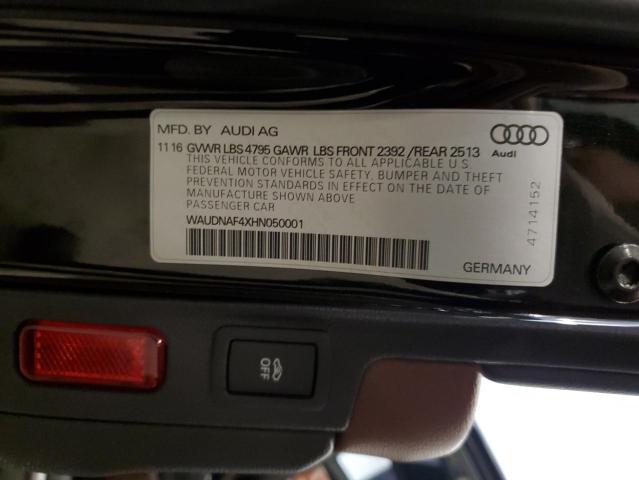 MFD. BY AUDI AG
11 16 GVWR LBS 4795 GAWR LBS FRONT 2392 /REAR 2513
THIS VEHICLE CONFORMS TO ALL APPLICABLE U.S.
FEDERAL MOTOR VEHICLE SAFETY, BUMPER AND THEFT
PREVENTION STANDARDS IN EFFECT ON THE DATE OF
MANUFACTURE SHOWN ABOVE
PASSENGER CAR
WAUDNAF4XHN050001
Audi
4714152
GERMANY
OFF